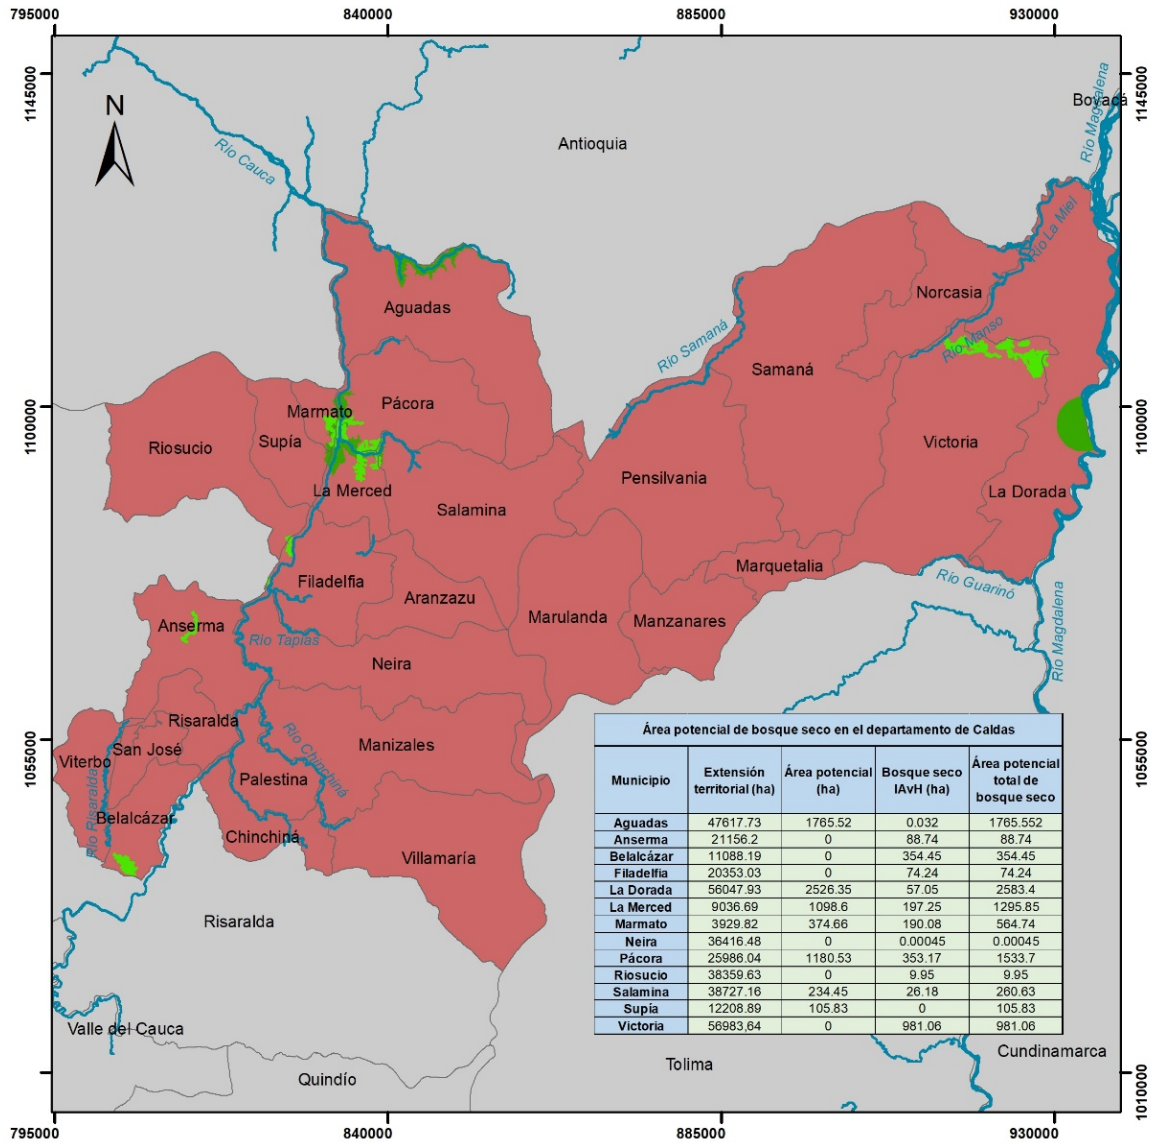 795000 840000 885000 930000
1145000
1145000
Boyacá
Río Magdalena
N
Antioquia
Río Cauca
Río La Miel
Norcasia
Aguadas
Río Manso
Río Samaná
Samaná
1100000
1100000
Marmato
Pácora
Riosucio
Supía
Victoria
Pensilvania
La Merced
La Dorada
Salamina
Marquetalia
Filadelfia
Río Guarinó
Aranzazu
Marulanda
Manzanares
Anserma
Río Tapias
Río Magdalena
Neira
Risaralda
San José
Manizales
Viterbo
Río Chinchiná
Palestina
1055000
1055000
Río Risaralda
Belalcázar
Chinchiná
Villamaría
Risaralda
Área potencial de bosque seco en el departamento de Caldas
Municipio Extensión territorial (ha) Área potencial (ha) Bosque seco IAvH (ha) Área potencial total de bosque seco
Aguadas 47617.73 1765.52 0.032 1765.552
Anserma 21156.2 0 88.74 88.74
Belalcázar 11088.19 0 354.45 354.45
Filadelfia 20353.03 0 74.24 74.24
La Dorada 56047.93 2526.35 57.05 2583.4
La Merced 9036.69 1098.6 197.25 1295.85
Marmato 3929.82 374.66 190.08 564.74
Neira 36416.48 0 0.00045 0.00045
Pácora 25986.04 1180.53 353.17 1533.7
Riosucio 38359.63 0 9.95 9.95
Salamina 38727.16 234.45 26.18 260.63
Supía 12208.89 105.83 0 105.83
Victoria 56983,64 0 981.06 981.06
Valle del Cauca
Quindío
Tolima
Cundinamarca
1010000
795000 840000 885000 930000